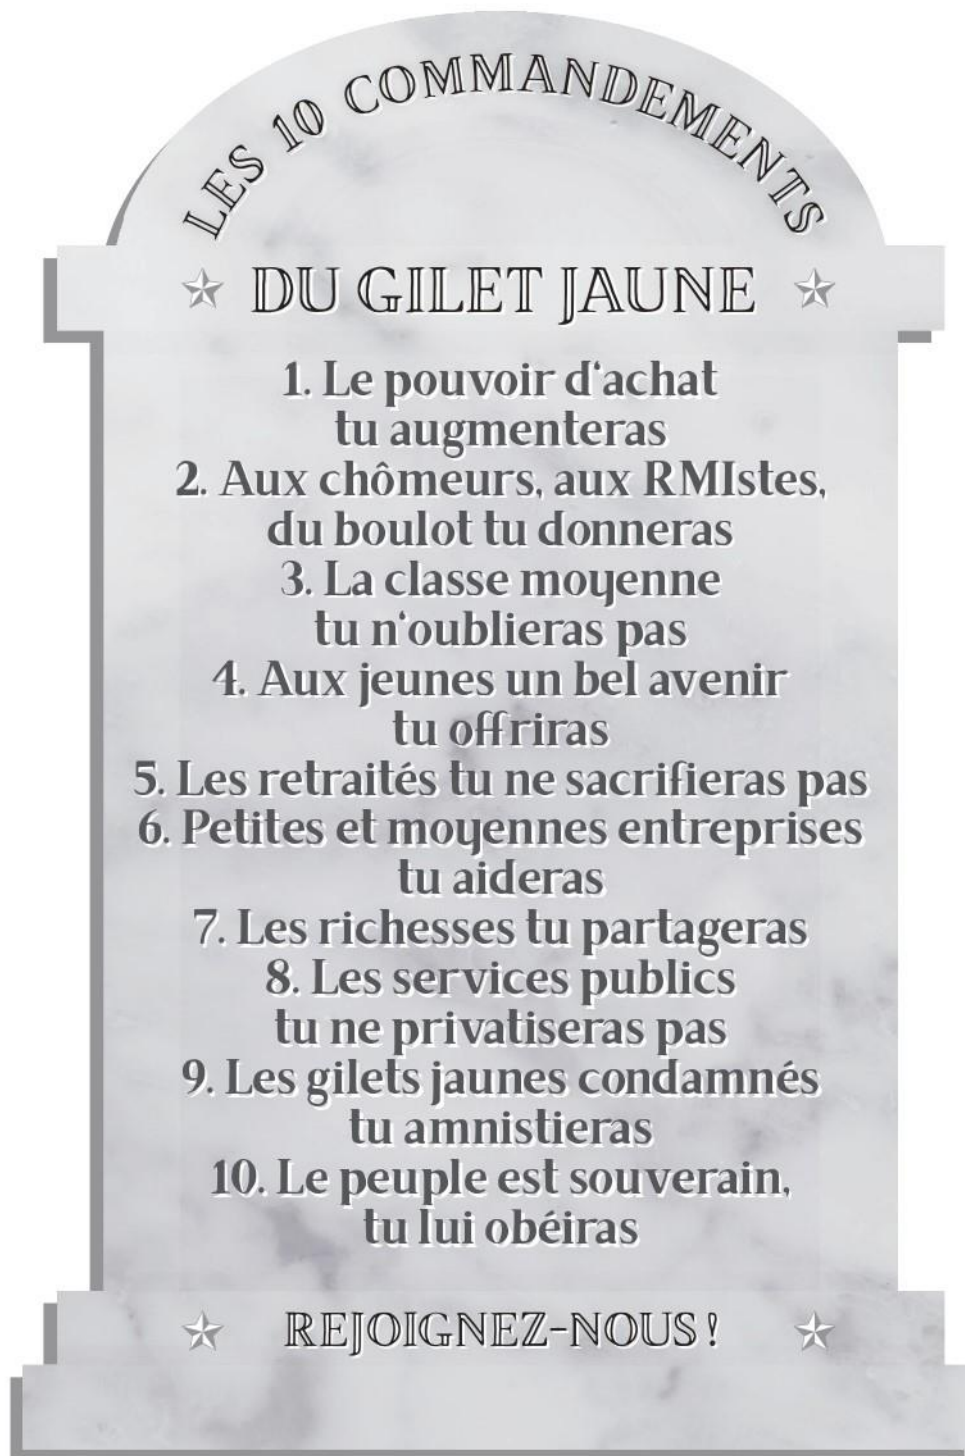 LES 10 COMMANDEMENTS
DU GILET JAUNE
1. Le pouvoir d‘achat
tu augmenteras
2. Aux chômeurs, aux RMIstes,
du boulot tu donneras
3. La classe moyenne
tu n‘oublieras pas
4. Aux jeunes un bel avenir
tu offriras
5. Les retraités tu ne sacrifieras pas
6. Petites et moyennes entreprises
tu aideras
7. Les richesses tu partageras
8. Les services publics
tu ne privatiseras pas
9. Les gilets jaunes condamnés
tu amnistieras
10. Le peuple est souverain,
tu lui obéiras
REJOIGNEZ-NOUS !